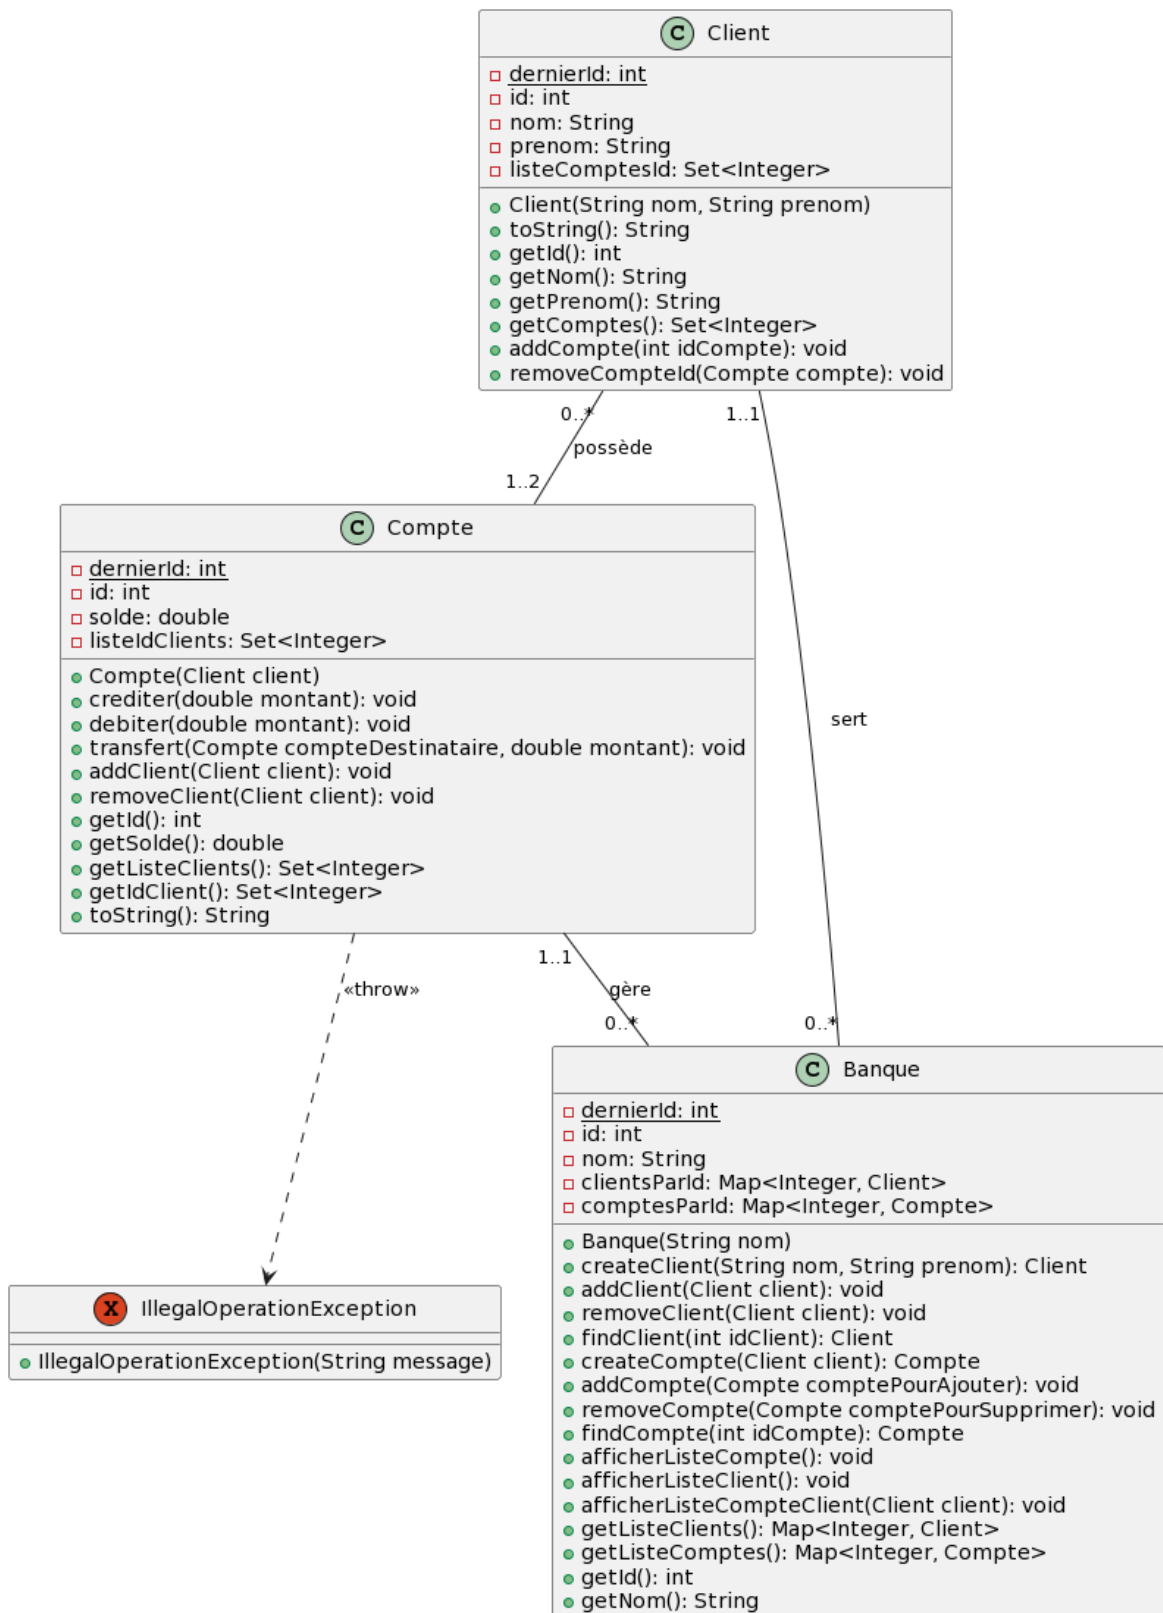 C Client
dernierId: int
id: int
nom: String
prenom: String
listeComptesId: Set<Integer>
Client(String nom, String prenom)
toString(): String
getId(): int
getNom(): String
getPrenom(): String
getComptes(): Set<Integer>
addCompte(int idCompte): void
removeCompteId(Compte compte): void
0..*
1..1
possède
1..2
C Compte
dernierId: int
id: int
solde: double
listeIdClients: Set<Integer>
Compte(Client client)
crediter(double montant): void
debiter(double montant): void
transfert(Compte compteDestinataire, double montant): void
addClient(Client client): void
removeClient(Client client): void
getId(): int
getSolde(): double
getListeClients(): Set<Integer>
getIdClient(): Set<Integer>
toString(): String
sert
1..1
«throw»
gère
0..*
0..*
C Banque
dernierId: int
id: int
nom: String
clientsParId: Map<Integer, Client>
comptesParId: Map<Integer, Compte>
Banque(String nom)
createClient(String nom, String prenom): Client
addClient(Client client): void
removeClient(Client client): void
findClient(int idClient): Client
createCompte(Client client): Compte
addCompte(Compte comptePourAjouter): void
removeCompte(Compte comptePourSupprimer): void
findCompte(int idCompte): Compte
afficherListeCompte(): void
afficherListeClient(): void
afficherListeCompteClient(Client client): void
getListeClients(): Map<Integer, Client>
getListeComptes(): Map<Integer, Compte>
getId(): int
getNom(): String
X IllegalOperationException
IllegalOperationException(String message)